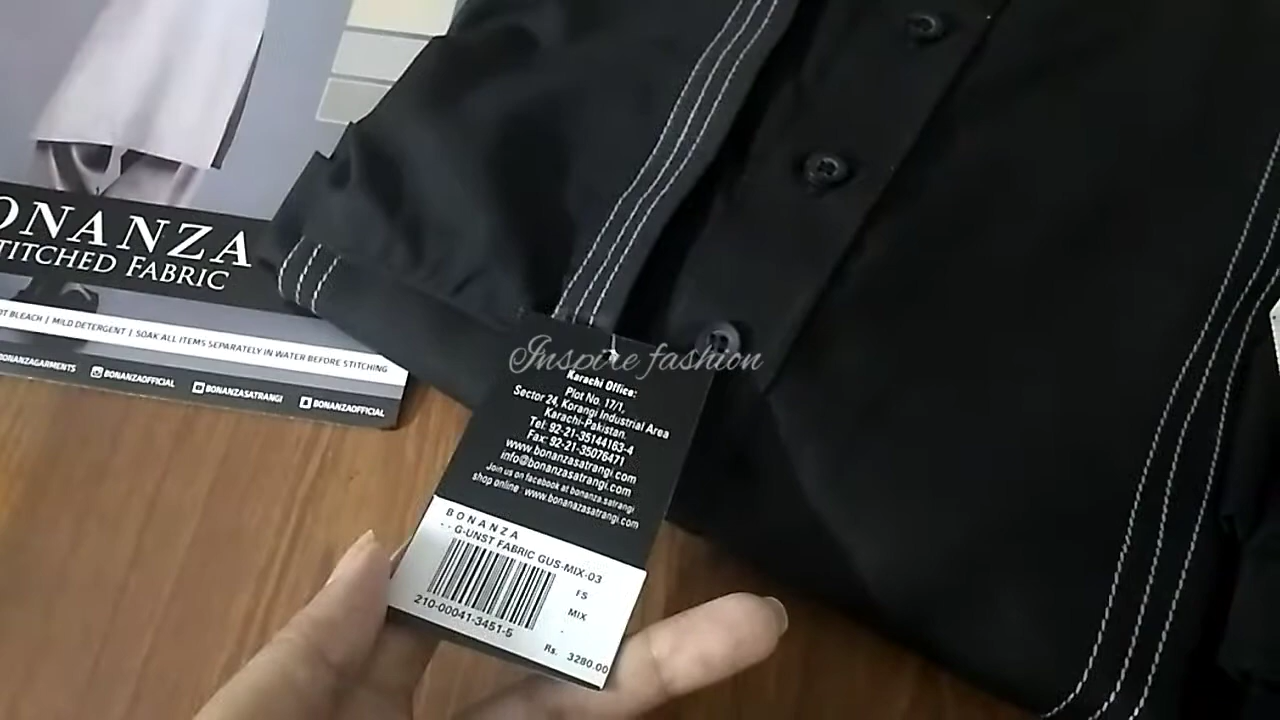 ONANZA
TITCHED FABRIC
OT BLEACH | MILD DETERGENT | SOAK ALL ITEMS SEPARATELY IN WATER BEFORE STITCHING
BONANZAGARMENTS BONANZAOFFICIAL BONANZASATRANGI BONANZAOFFICIAL
Inspire fashion
Karachi Office:
Plot No. 17/1,
Sector 24, Korangi Industrial Area
Karachi-Pakistan.
Tel: 92-21-35144163-4
Fax: 92-21-35076471
www.bonanzasatrangi.com
info@bonanzasatrangi.com
Join us on facebook at bonanza.satrangi
shop online : www.bonanazasatrangi.com
BONANZA
G-UNST FABRIC GUS-MIX-03
FS
MIX
210-00041-3451-5
Rs. 3280.00